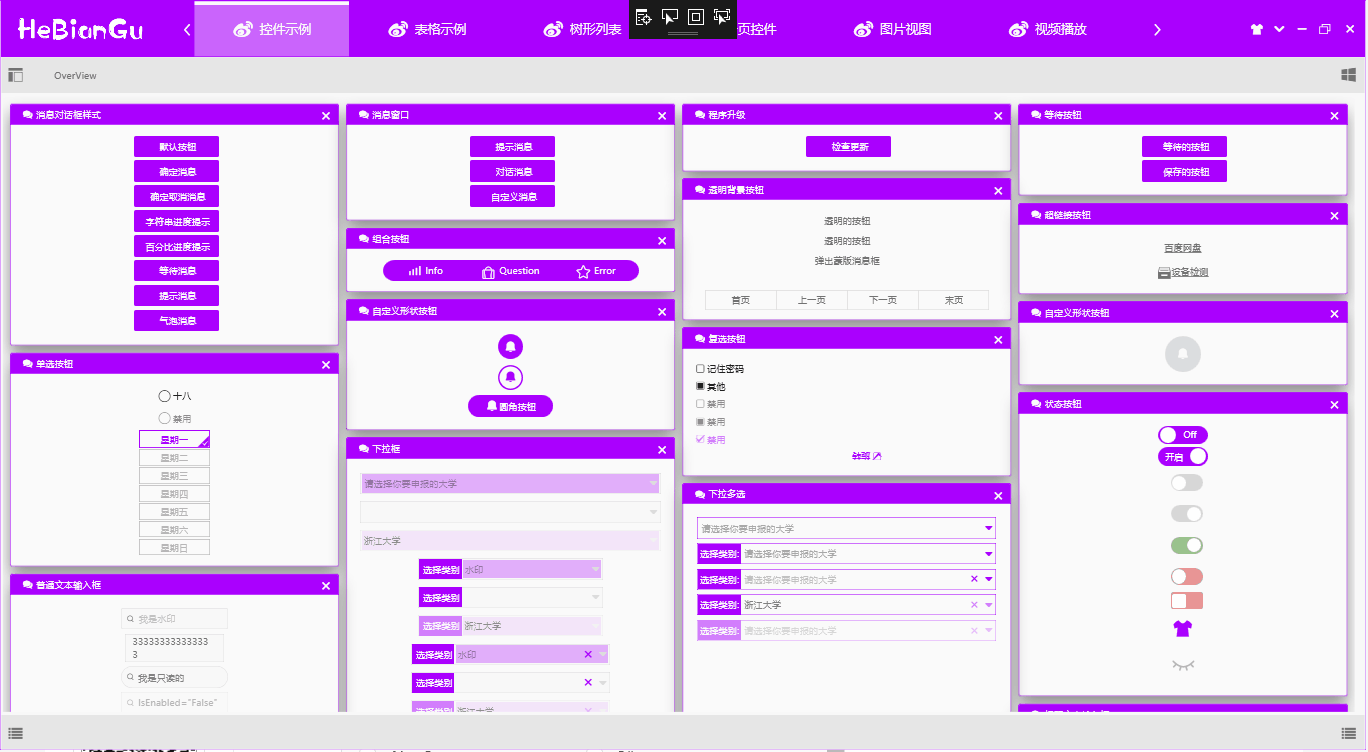 HeBianGu
控件示例
表格示例
树形列表
页控件
图片视图
视频播放
OverView
消息对话框样式
默认按钮
确定消息
确定取消消息
字符串进度提示
百分比进度提示
等待消息
提示消息
气泡消息
单选按钮
十八
禁用
星期一
星期二
星期三
星期四
星期五
星期六
星期日
普通文本输入框
我是水印
33333333333333
3
我是只读的
IsEnabled="False"
消息窗口
提示消息
对话消息
自定义消息
组合按钮
Info Question Error
自定义形状按钮
圆角按钮
下拉框
请选择你要申报的大学
浙江大学
选择类别 水印
选择类别
选择类别 浙江大学
选择类别 水印
选择类别
选择类别 浙江大学
程序升级
检查更新
透明背景按钮
透明的按钮
透明的按钮
弹出蒙版消息框
首页 上一页 下一页 末页
复选按钮
记住密码
其他
禁用
禁用
禁用
下拉多选
请选择你要申报的大学
选择类别: 请选择你要申报的大学
选择类别: 请选择你要申报的大学
选择类别: 浙江大学
选择类别: 请选择你要申报的大学
等待按钮
等待的按钮
保存的按钮
超链接按钮
百度网盘
设备检测
自定义形状按钮
状态按钮
Off
开启